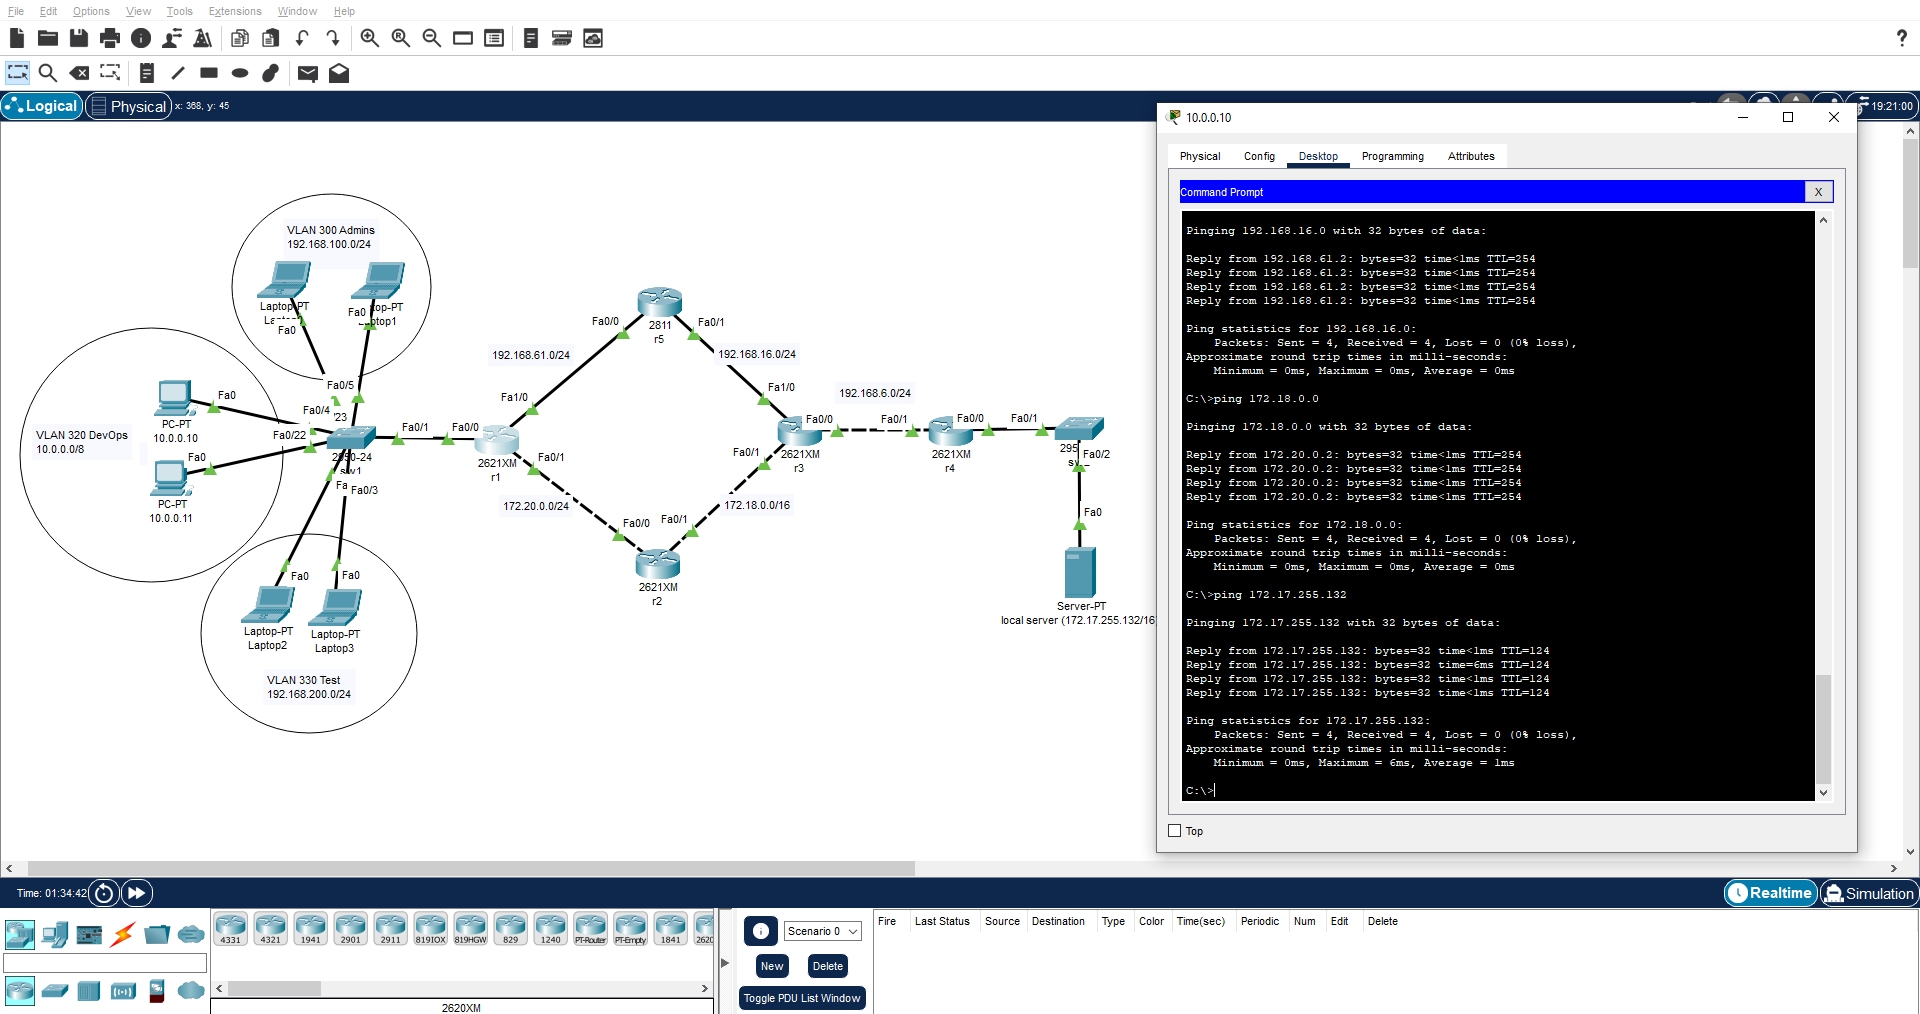 File Edit Options View Tools Extensions Window Help
Logical Physical x: 368, y: 45
19:21:00
VLAN 300 Admins
192.168.100.0/24
Laptop-PT
Fa0
Fa0
VLAN 320 DevOps
10.0.0.0/8
Fa0
PC-PT
10.0.0.10
Fa0
PC-PT
10.0.0.11
Fa0/5
Fa0/4
Fa0/22
sw1
Fa0/3
Fa0/1
Fa0
Laptop-PT
Laptop2
Fa0
Laptop-PT
Laptop3
VLAN 330 Test
192.168.200.0/24
Fa0/0
2621XM
r1
Fa1/0
Fa0/1
192.168.61.0/24
172.20.0.0/24
Fa0/0
2811
r5
Fa0/1
192.168.16.0/24
Fa0/0
Fa0/1
2621XM
r2
172.18.0.0/16
Fa1/0
Fa0/0
Fa0/1
2621XM
r3
192.168.6.0/24
Fa0/1
Fa0/0
2621XM
r4
Fa0/1
Fa0/2
Fa0
Server-PT
local server (172.17.255.132/16
10.0.0.10
Physical Config Desktop Programming Attributes
Command Prompt X
Pinging 192.168.16.0 with 32 bytes of data:
Reply from 192.168.61.2: bytes=32 time<1ms TTL=254
Reply from 192.168.61.2: bytes=32 time<1ms TTL=254
Reply from 192.168.61.2: bytes=32 time<1ms TTL=254
Reply from 192.168.61.2: bytes=32 time<1ms TTL=254
Ping statistics for 192.168.16.0:
Packets: Sent = 4, Received = 4, Lost = 0 (0% loss),
Approximate round trip times in milli-seconds:
Minimum = 0ms, Maximum = 0ms, Average = 0ms
C:\>ping 172.18.0.0
Pinging 172.18.0.0 with 32 bytes of data:
Reply from 172.20.0.2: bytes=32 time<1ms TTL=254
Reply from 172.20.0.2: bytes=32 time<1ms TTL=254
Reply from 172.20.0.2: bytes=32 time<1ms TTL=254
Reply from 172.20.0.2: bytes=32 time<1ms TTL=254
Ping statistics for 172.18.0.0:
Packets: Sent = 4, Received = 4, Lost = 0 (0% loss),
Approximate round trip times in milli-seconds:
Minimum = 0ms, Maximum = 0ms, Average = 0ms
C:\>ping 172.17.255.132
Pinging 172.17.255.132 with 32 bytes of data:
Reply from 172.17.255.132: bytes=32 time<1ms TTL=124
Reply from 172.17.255.132: bytes=32 time=6ms TTL=124
Reply from 172.17.255.132: bytes=32 time<1ms TTL=124
Reply from 172.17.255.132: bytes=32 time<1ms TTL=124
Ping statistics for 172.17.255.132:
Packets: Sent = 4, Received = 4, Lost = 0 (0% loss),
Approximate round trip times in milli-seconds:
Minimum = 0ms, Maximum = 6ms, Average = 1ms
C:\>
Top
Time: 01:34:42
Realtime Simulation
4331 4321 1941 2901 2911 819IOX 819HGW 829 1240 PT-Router PT-Empty 1841 2620
2620XM
Scenario 0
New Delete
Toggle PDU List Window
Fire Last Status Source Destination Type Color Time(sec) Periodic Num Edit Delete